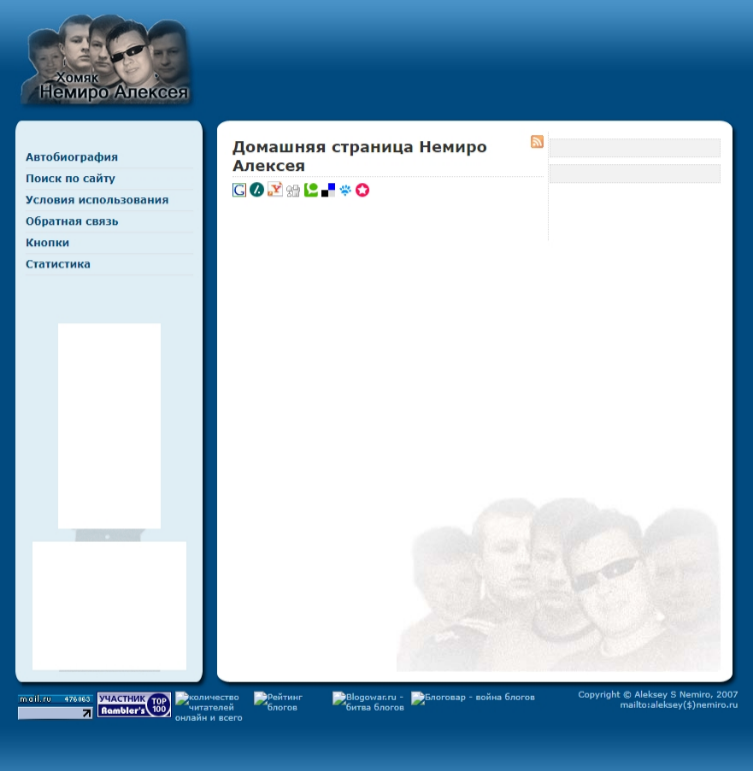 Хомяк
Немиро Алексея
Автобиография
Поиск по сайту
Условия использования
Обратная связь
Кнопки
Статистика
Домашняя страница Немиро
Алексея
mail.ru 476863
УЧАСТНИК
Rambler's
TOP
100
количество
читателей
онлайн и всего
Рейтинг
блогов
Blogowar.ru -
битва блогов
Блоговар - война блогов
Copyright © Aleksey S Nemiro, 2007
mailto:aleksey($)nemiro.ru